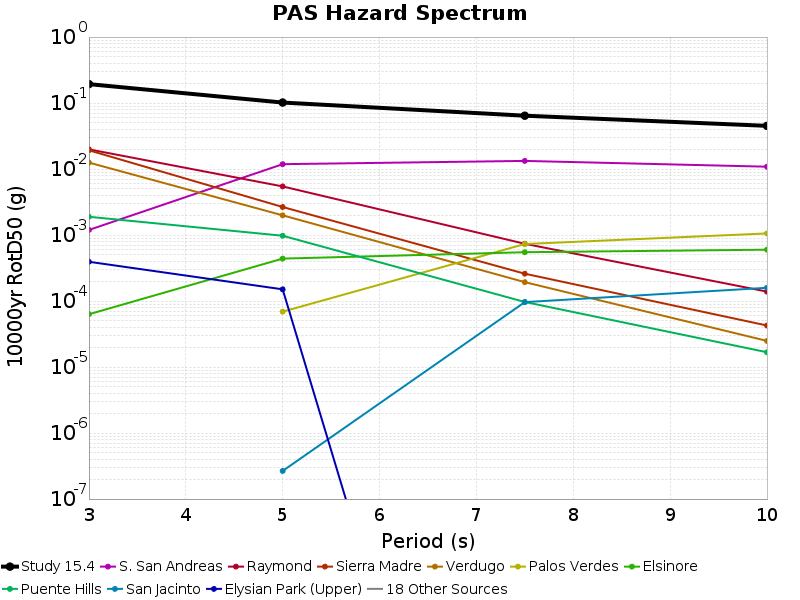 PAS Hazard Spectrum
10000yr RotD50 (g)
10^0
10^-1
10^-2
10^-3
10^-4
10^-5
10^-6
10^-7
3 4 5 6 7 8 9 10
Period (s)
Study 15.4 S. San Andreas Raymond Sierra Madre Verdugo Palos Verdes Elsinore
Puente Hills San Jacinto Elysian Park (Upper) 18 Other Sources